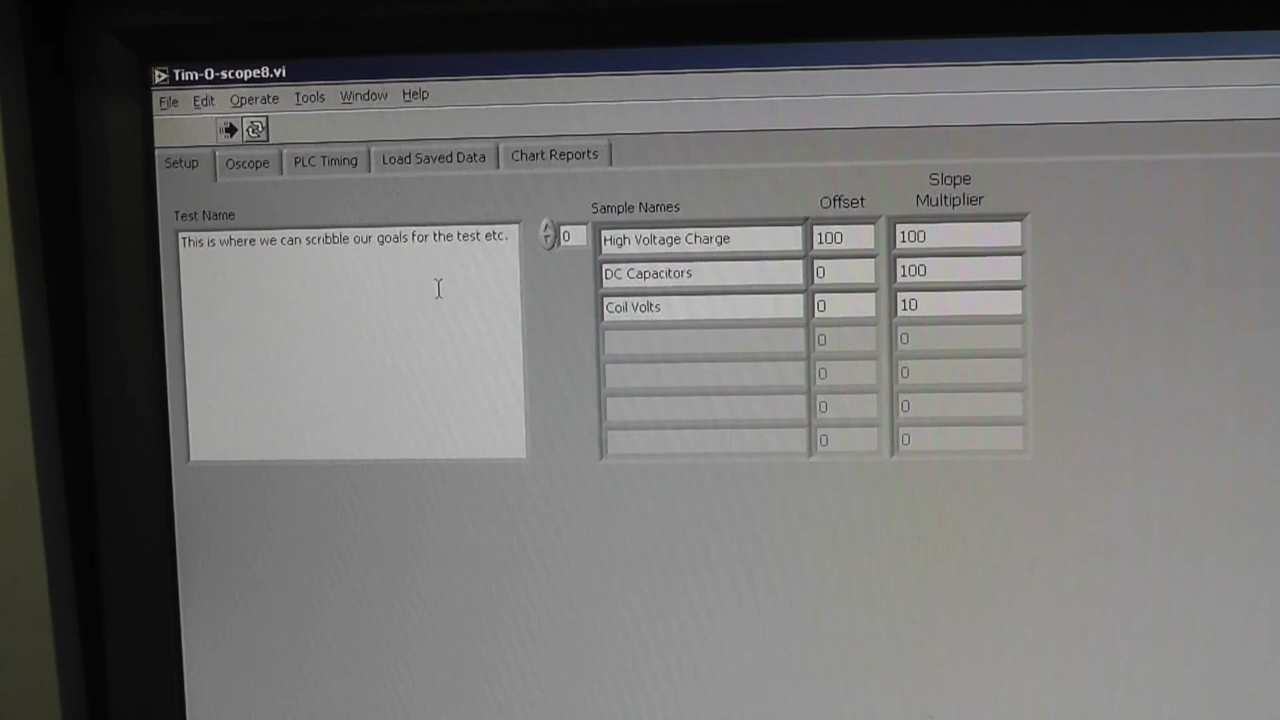 Tim-O-scope8.vi
File Edit Operate Tools Window Help
Setup Oscope PLC Timing Load Saved Data Chart Reports
Test Name
This is where we can scribble our goals for the test etc.
0
Sample Names Offset Slope Multiplier
High Voltage Charge 100 100
DC Capacitors 0 100
Coil Volts 0 10
0 0
0 0
0 0
0 0